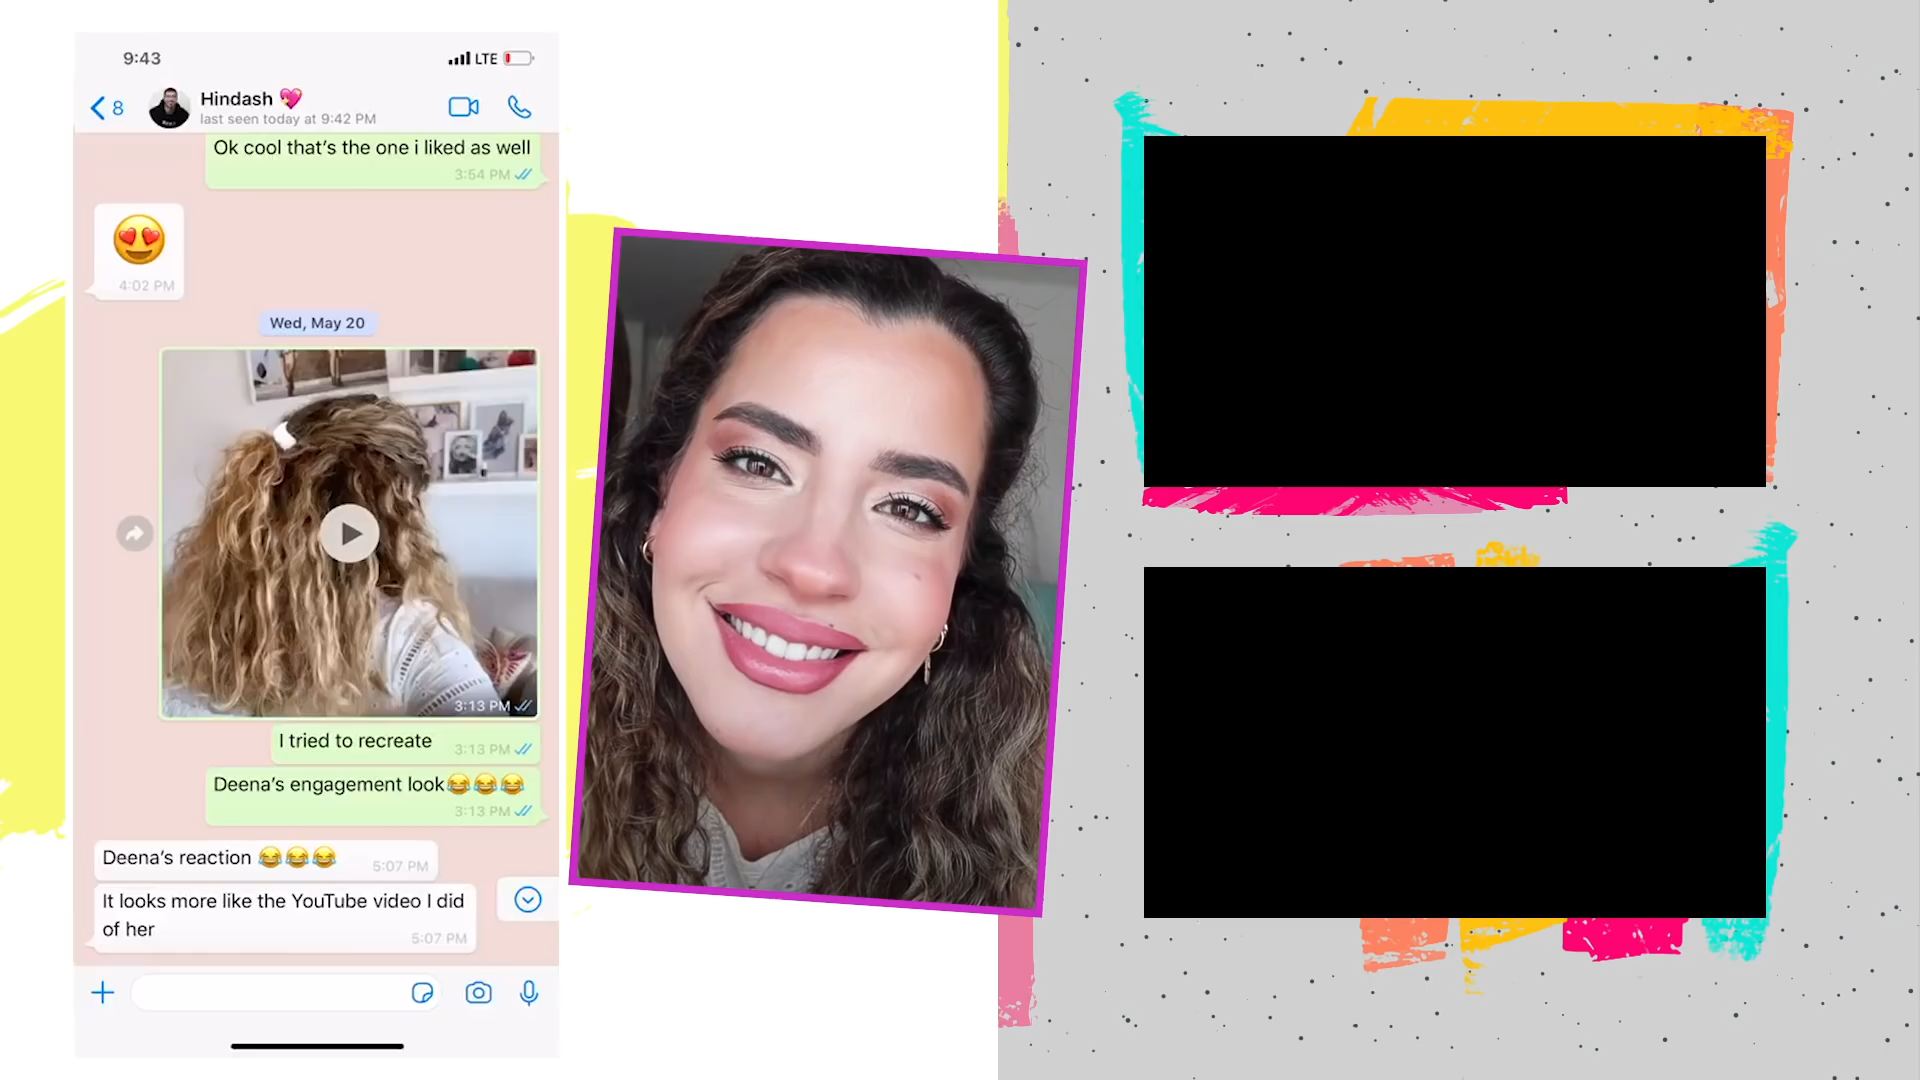 9:43
LTE
8
Hindash 💖
last seen today at 9:42 PM
Ok cool that's the one i liked as well
3:54 PM
😍
4:02 PM
Wed, May 20
3:13 PM
I tried to recreate
3:13 PM
Deena's engagement look😂😂😂
3:13 PM
Deena's reaction 😂😂😂
5:07 PM
It looks more like the YouTube video I did
of her
5:07 PM